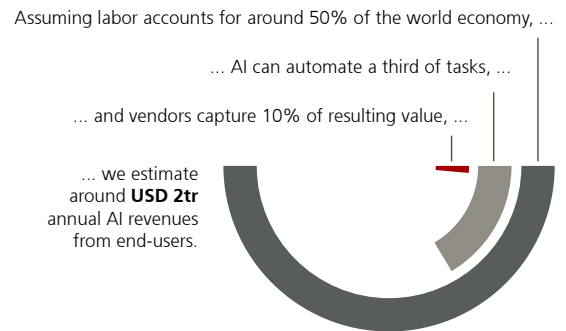 Assuming labor accounts for around 50% of the world economy, ...
... AI can automate a third of tasks, ...
... and vendors capture 10% of resulting value, ...
... we estimate
around USD 2tr
annual AI revenues
from end-users.